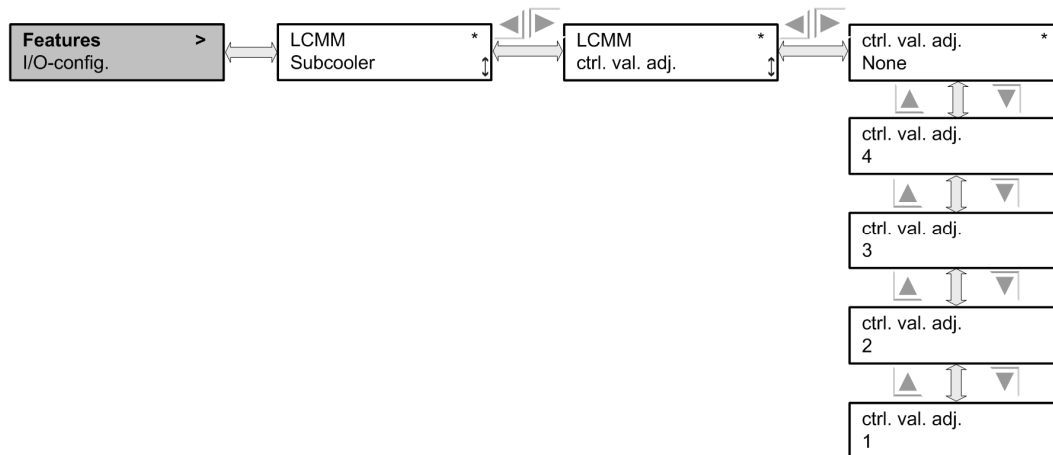 Features >
I/O-config.
LCMM *
Subcooler
LCMM *
ctrl. val. adj.
ctrl. val. adj. *
None
ctrl. val. adj.
4
ctrl. val. adj.
3
ctrl. val. adj.
2
ctrl. val. adj.
1